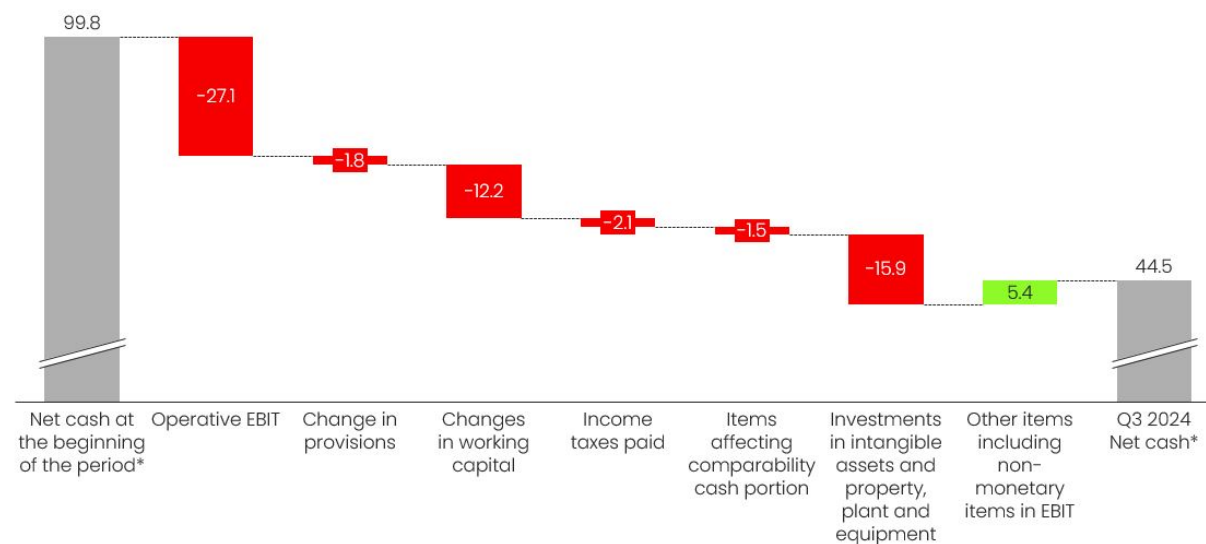 99.8
-27.1
-1.8
-12.2
-2.1
-1.5
-15.9
5.4
44.5
Net cash at
the beginning
of the period*
Operative EBIT
Change in
provisions
Changes
in working
capital
Income
taxes paid
Items
affecting
comparability
cash portion
Investments
in intangible
assets and
property,
plant and
equipment
Other items
including
non-
monetary
items in EBIT
Q3 2024
Net cash*